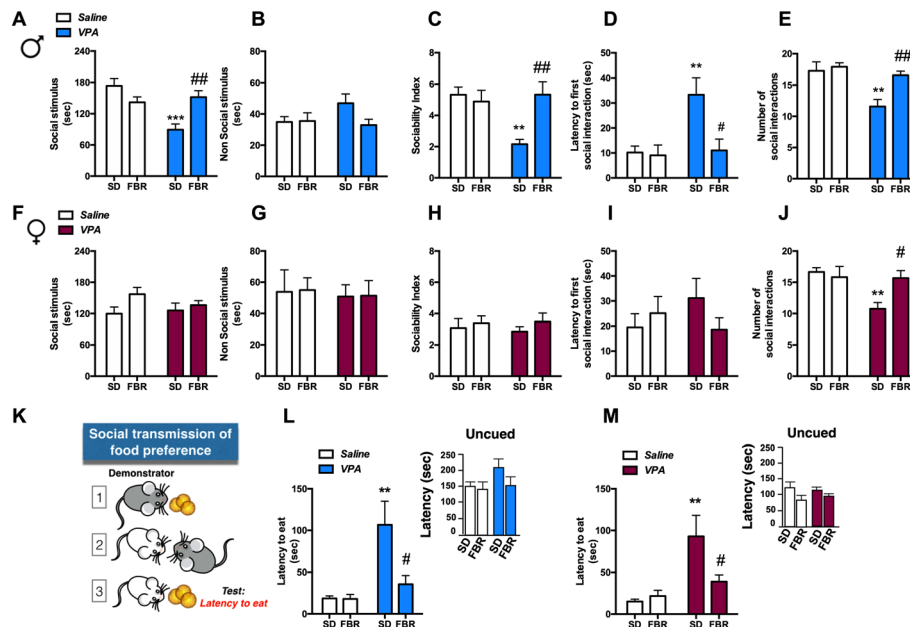 A
Saline
VPA
Social stimulus
(sec)
240
180
120
60
0
***
##
SD FBR SD FBR
B
Non Social stimulus
(sec)
80
60
40
20
0
SD FBR SD FBR
C
Sociability Index
8
6
4
2
0
**
##
SD FBR SD FBR
D
Latency to first
social interaction (sec)
50
40
30
20
10
0
**
#
SD FBR SD FBR
E
Number of
social interactions
20
15
10
5
0
**
##
SD FBR SD FBR
F
Saline
VPA
Social stimulus
(sec)
240
180
120
60
0
SD FBR SD FBR
G
Non Social stimulus
(sec)
80
60
40
20
0
SD FBR SD FBR
H
Sociability Index
8
6
4
2
0
SD FBR SD FBR
I
Latency to first
social interaction (sec)
50
40
30
20
10
0
SD FBR SD FBR
J
Number of
social interactions
20
15
10
5
0
**
#
SD FBR SD FBR
K
Social transmission of
food preference
Demonstrator
1
2
3
Test:
Latency to eat
L
Saline
VPA
Latency to eat
(sec)
150
100
50
0
**
#
SD FBR SD FBR
Uncued
Latency (sec)
250
200
150
100
50
0
SD FBR SD FBR
M
Saline
VPA
Latency to eat
(sec)
150
100
50
0
**
#
SD FBR SD FBR
Uncued
Latency (sec)
250
200
150
100
50
0
SD FBR SD FBR